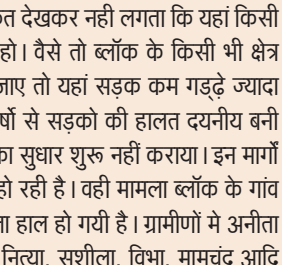 त देखकर नही लगता कि यहां किसी
हो। वैसे तो ब्लॉक के किसी भी क्षेत्र
जाए तो यहां सड़क कम गड्ढ़े ज्यादा
र्षो से सड़को की हालत दयनीय बनी
का सुधार शुरू नहीं कराया। इन मार्गों
हो रही है। वही मामला ब्लॉक के गांव
ता हाल हो गयी है। ग्रामीणों मे अनीता
नित्या, सुशीला, विभा, मामचंद आदि